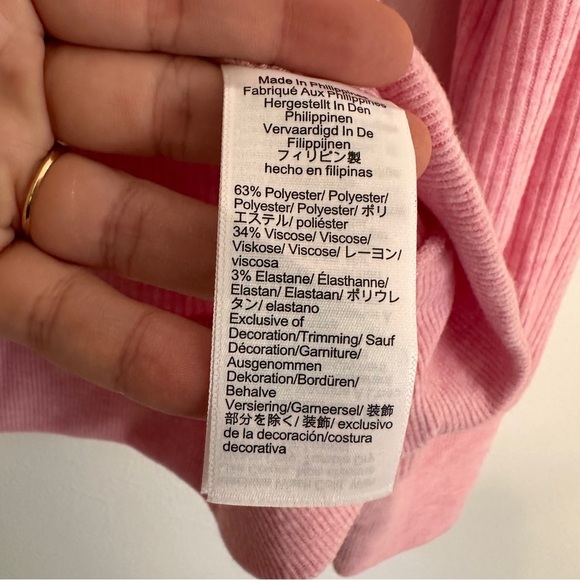 Made In Philippines
Fabriqué Aux Philippines
Hergestellt In Den
Philippinen
Vervaardigd In De
Filippijnen
フィリピン製
hecho en filipinas
63% Polyester/ Polyester/
Polyester/ Polyester/ ポリ
エステル/ poliéster
34% Viscose/ Viscose/
Viskose/ Viscose/ レーヨン/
viscosa
3% Elastane/ Élasthanne/
Elastan/ Elastaan/ ポリウレ
タン/ elastano
Exclusive of
Decoration/Trimming/ Sauf
Décoration/Garniture/
Ausgenommen
Dekoration/Bordüren/
Behalve
Versiering/Garneersel/ 装飾
部分を除く/ 装飾/ exclusivo
de la decoración/costura
decorativa